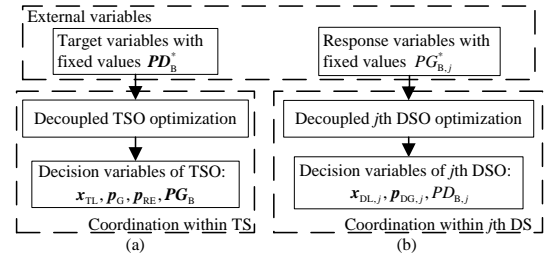 External variables
Target variables with
fixed values PD*B
Response variables with
fixed values PG*B,j
Decoupled TSO optimization
Decision variables of TSO:
xTL, pG, pRE, PGB
Coordination within TS
(a)
Decoupled jth DSO optimization
Decision variables of jth DSO:
xDL,j, pDG,j, PDB,j
Coordination within jth DS
(b)